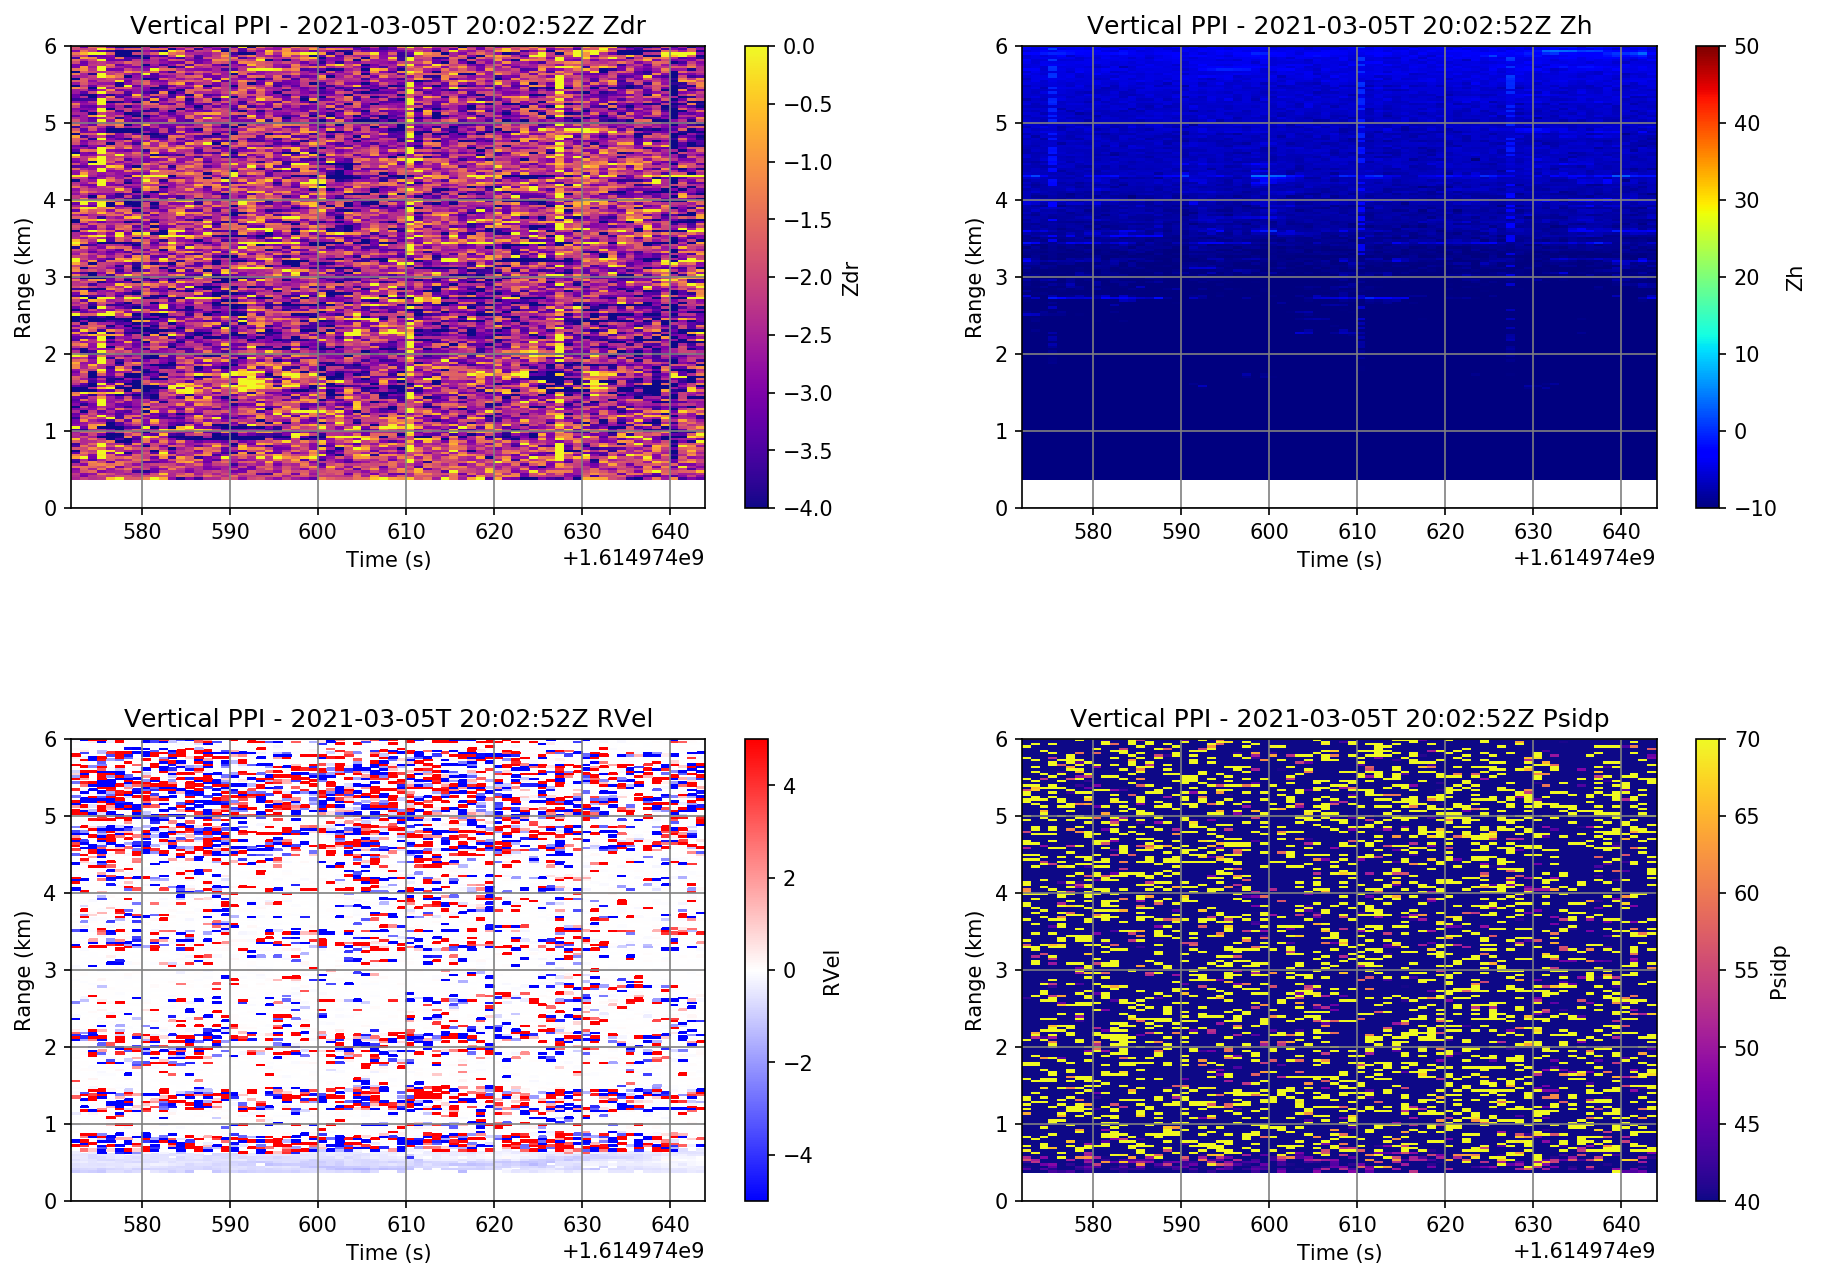 Vertical PPI - 2021-03-05T 20:02:52Z Zdr
6
5
4
3
2
1
0
Range (km)
580 590 600 610 620 630 640
Time (s)
+1.614974e9
0.0
−0.5
−1.0
−1.5
−2.0
−2.5
−3.0
−3.5
−4.0
Zdr
Vertical PPI - 2021-03-05T 20:02:52Z Zh
6
5
4
3
2
1
0
Range (km)
580 590 600 610 620 630 640
Time (s)
+1.614974e9
50
40
30
20
10
0
−10
Zh
Vertical PPI - 2021-03-05T 20:02:52Z RVel
6
5
4
3
2
1
0
Range (km)
580 590 600 610 620 630 640
Time (s)
+1.614974e9
4
2
0
−2
−4
RVel
Vertical PPI - 2021-03-05T 20:02:52Z Psidp
6
5
4
3
2
1
0
Range (km)
580 590 600 610 620 630 640
Time (s)
+1.614974e9
70
65
60
55
50
45
40
Psidp